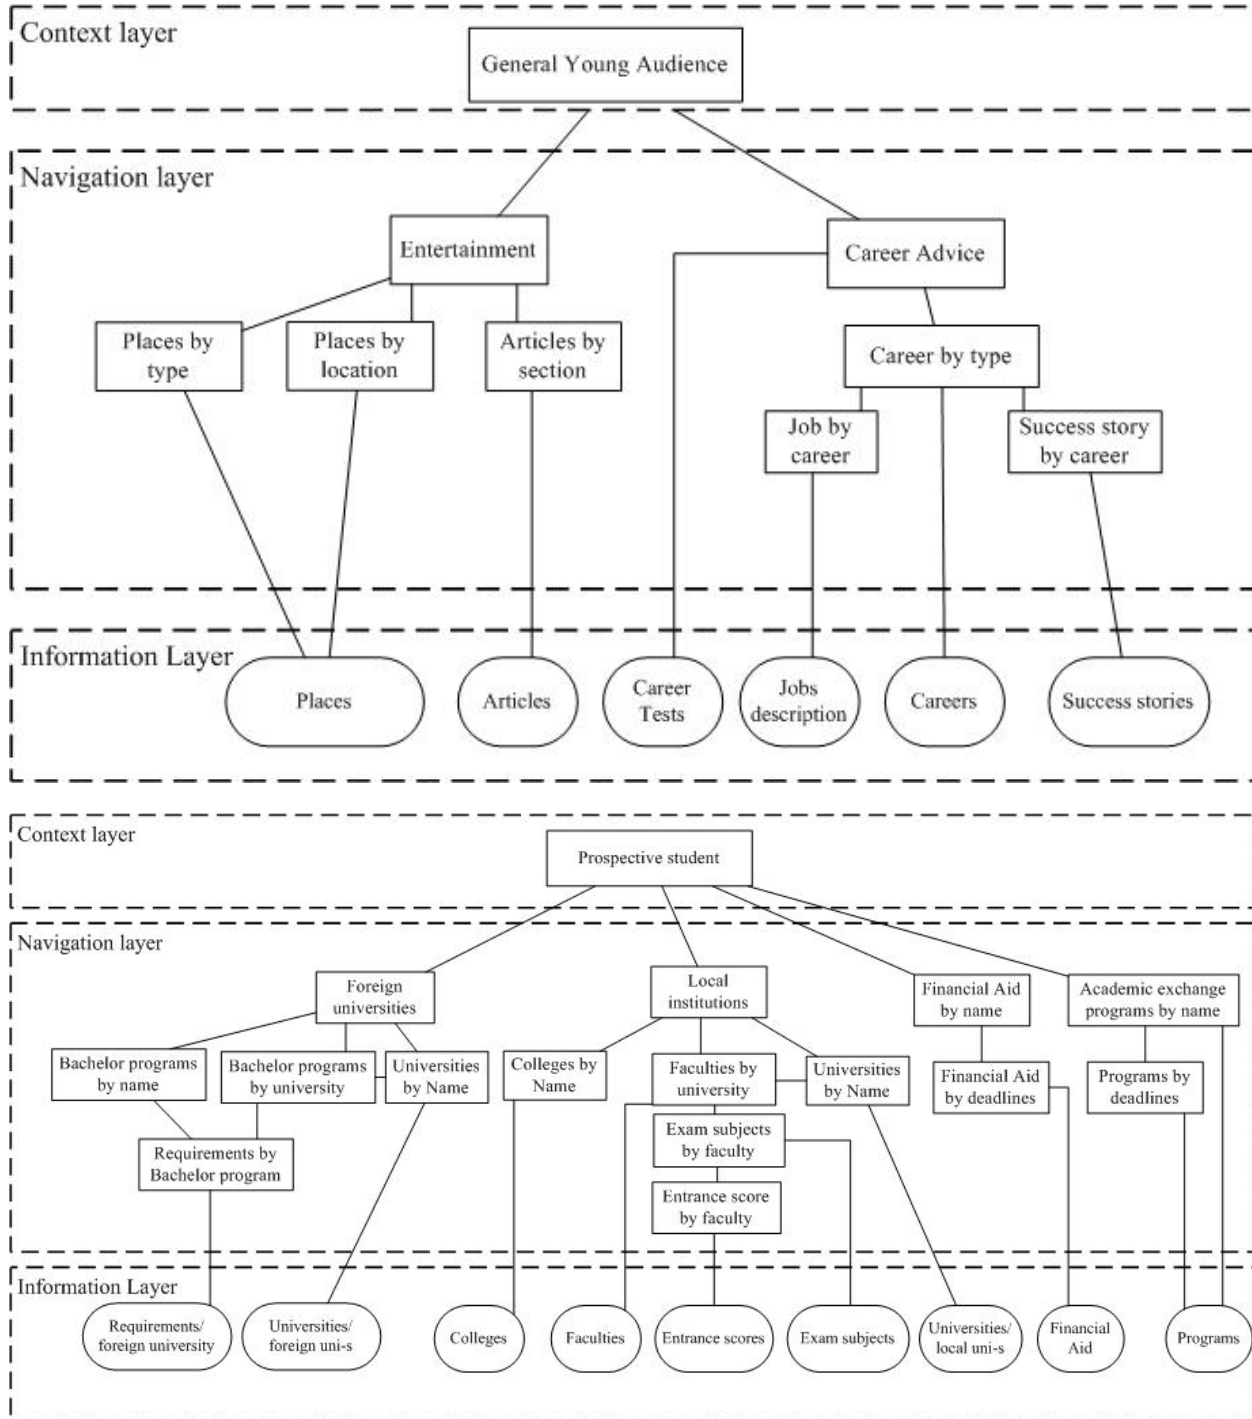 Context layer
General Young Audience
Navigation layer
Entertainment
Career Advice
Places by
type
Places by
location
Articles by
section
Career by type
Job by
career
Success story
by career
Information Layer
Places
Articles
Career
Tests
Jobs
description
Careers
Success stories
Context layer
Prospective student
Navigation layer
Foreign
universities
Local
institutions
Financial Aid
by name
Academic exchange
programs by name
Bachelor programs
by name
Bachelor programs
by university
Universities
by Name
Colleges by
Name
Faculties by
university
Universities
by Name
Financial Aid
by deadlines
Programs by
deadlines
Requirements by
Bachelor program
Exam subjects
by faculty
Entrance score
by faculty
Information Layer
Requirements/
foreign university
Universities/
foreign uni-s
Colleges
Faculties
Entrance scores
Exam subjects
Universities/
local uni-s
Financial
Aid
Programs